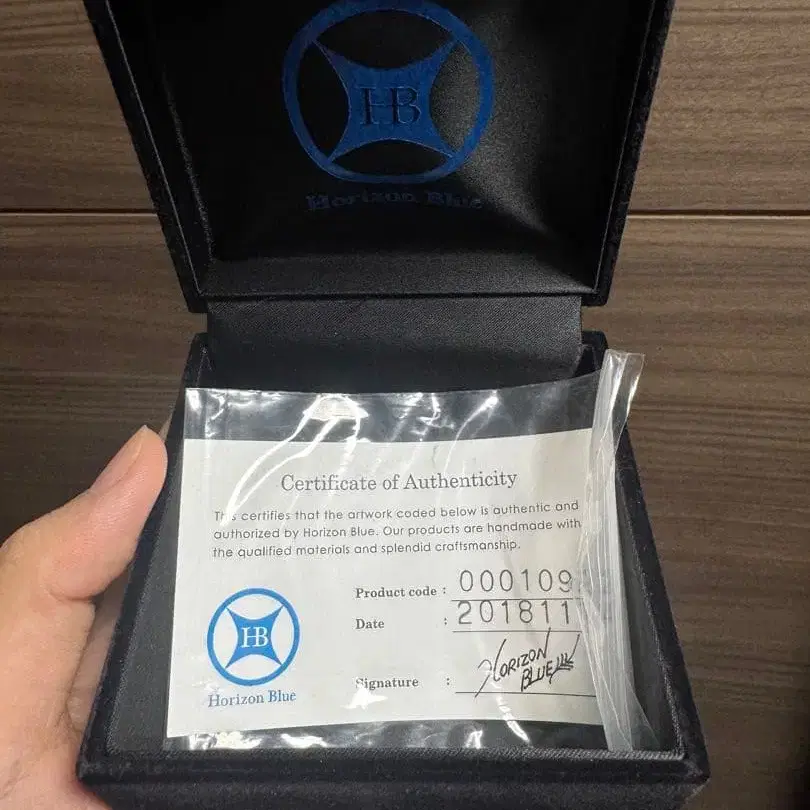 HB
Horizon Blue
Certificate of Authenticity
This certifies that the artwork coded below is authentic and
authorized by Horizon Blue. Our products are handmade with
the qualified materials and splendid craftsmanship.
Product code : 000109
Date : 201811
HB
Horizon Blue
Signature : HORIZON
BLUE